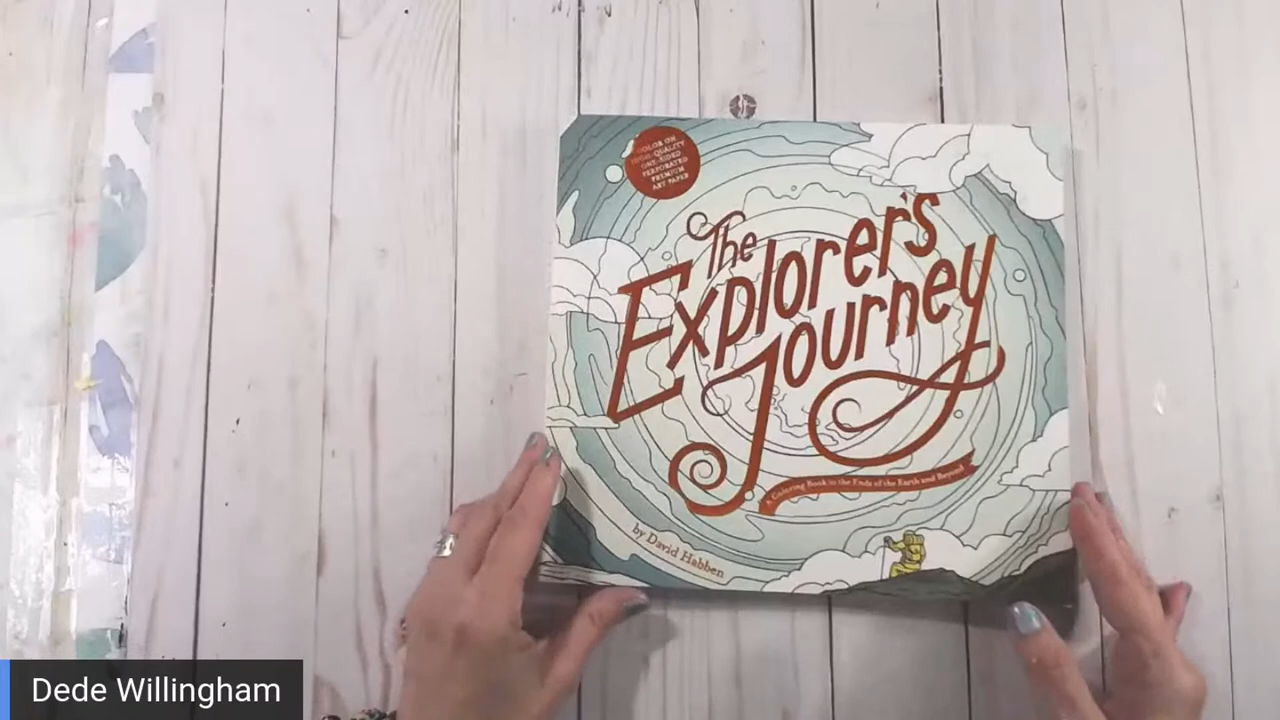 COLOR ON
HIGH-QUALITY
ONE-SIDED
PERFORATED
PREMIUM
ART PAPER
The
Explorer's
Journey
A Coloring Book to the Ends of the Earth and Beyond
by David Habben
Dede Willingham